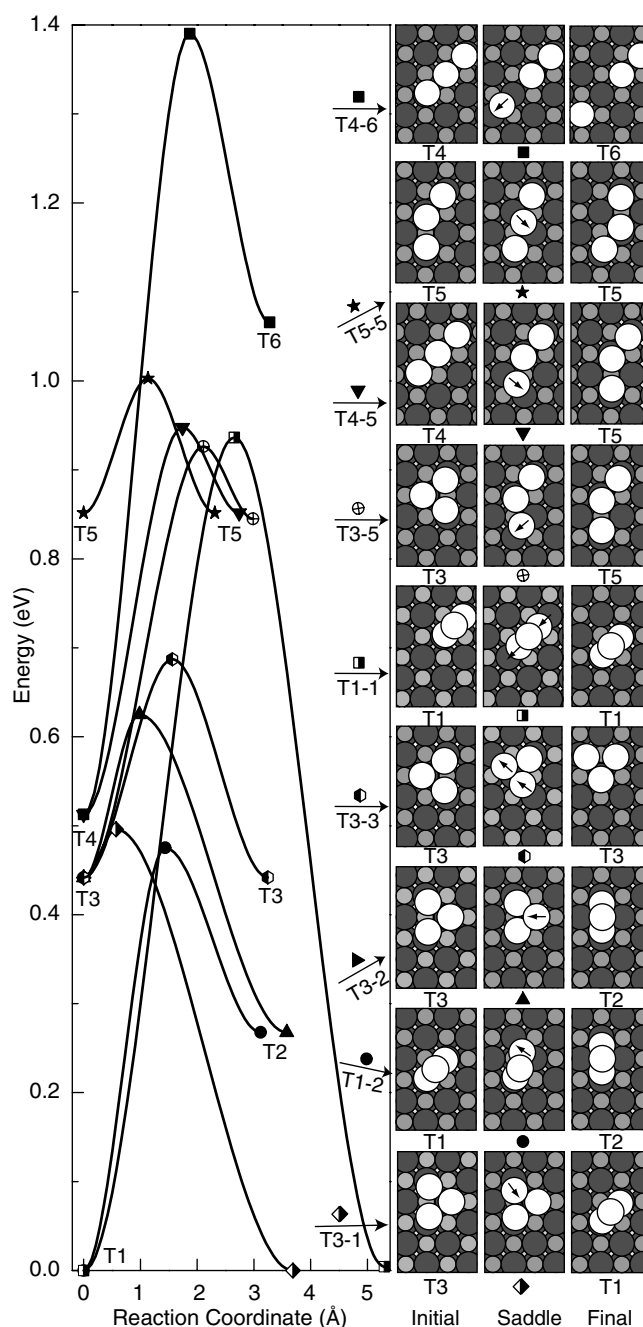 1.4
1.2
1.0
0.8
0.6
0.4
0.2
0.0
Energy (eV)
0 1 2 3 4 5
Reaction Coordinate (Å)
T6
T5
T5
T4
T3
T3
T2
T1
T4-6
T5-5
T4-5
T3-5
T1-1
T3-3
T3-2
T1-2
T3-1
T4 T6
T5 T5
T4 T5
T3 T5
T1 T1
T3 T3
T3 T2
T1 T2
T3 T1
Initial Saddle Final